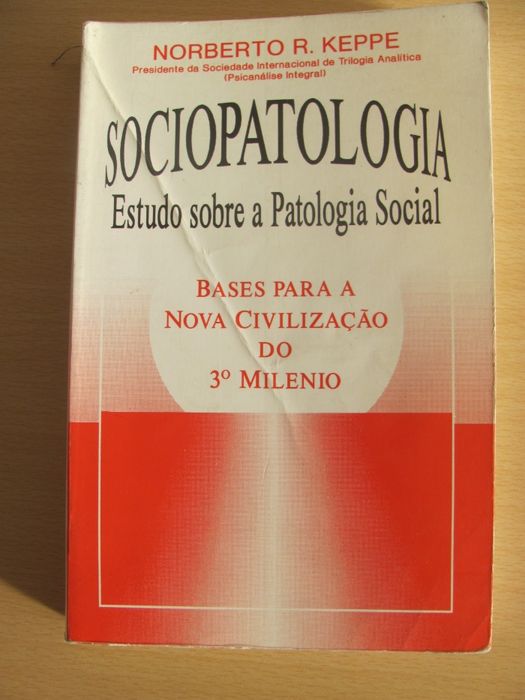 NORBERTO R. KEPPE
Presidente da Sociedade Internacional de Trilogia Analítica
(Psicanálise Integral)
SOCIOPATOLOGIA
Estudo sobre a Patologia Social
BASES PARA A
NOVA CIVILIZAÇÃO
DO
3º MILENIO